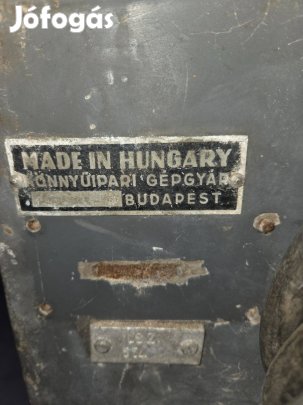 Jófogás
MADE IN HUNGARY
KÖNNYŰIPARI GÉPGYÁR
BUDAPEST